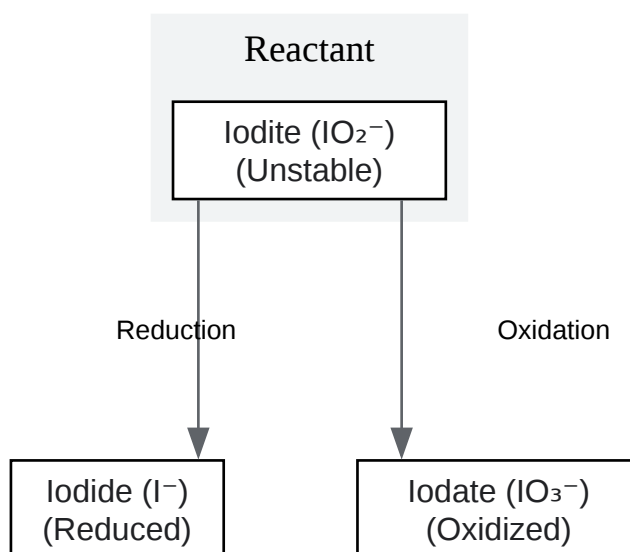 Reactant
Iodite (IO₂⁻)
(Unstable)
Reduction
Oxidation
Iodide (I⁻)
(Reduced)
Iodate (IO₃⁻)
(Oxidized)